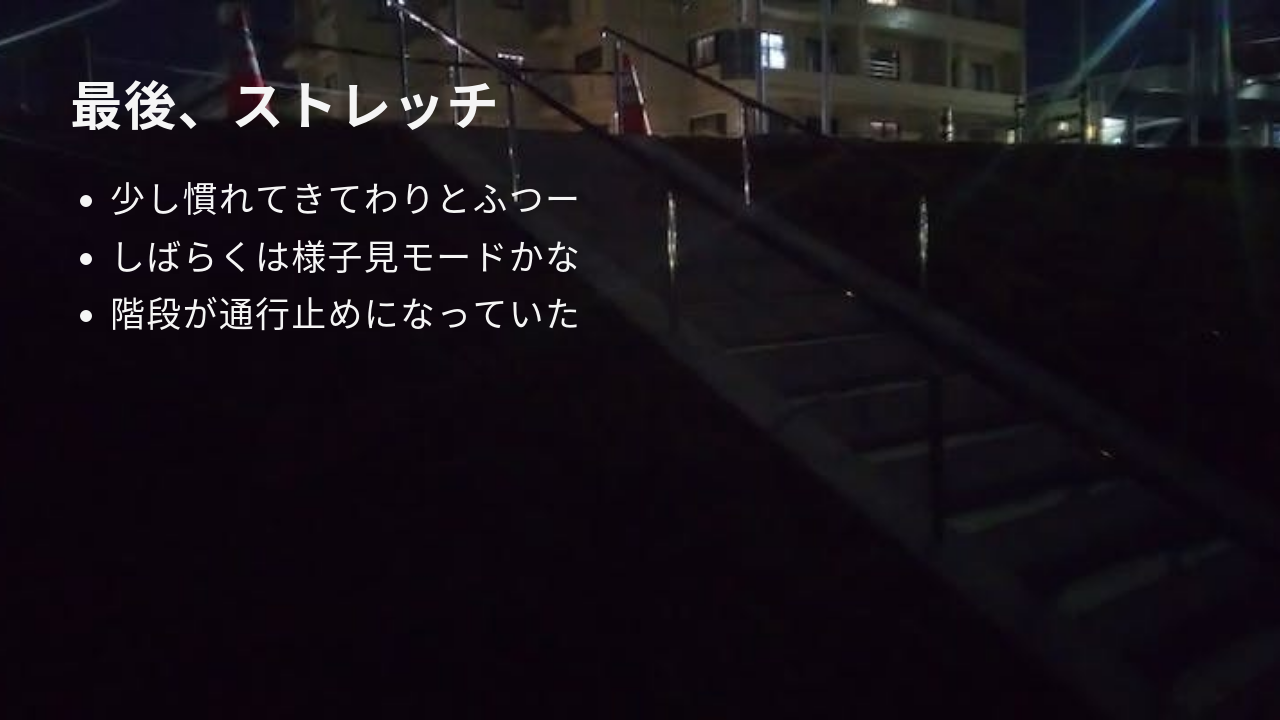 最後、ストレッチ
• 少し慣れてきてわりとふつー
• しばらくは様子見モードかな
• 階段が通行止めになっていた